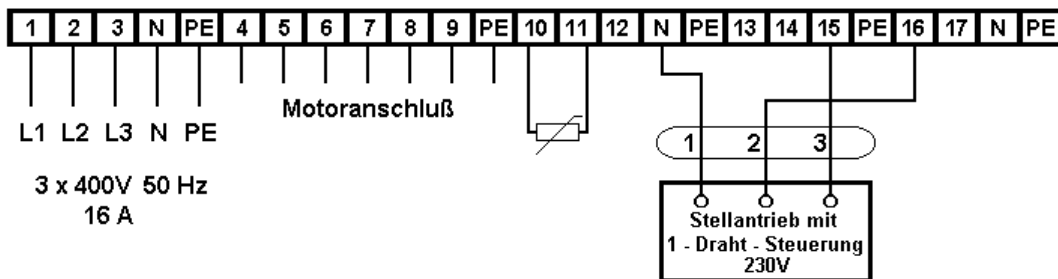 1 2 3 N PE 4 5 6 7 8 9 PE 10 11 12 N PE 13 14 15 PE 16 17 N PE
Motoranschluß
L1 L2 L3 N PE
1 2 3
3 x 400V 50 Hz
16 A
Stellantrieb mit
1 - Draht - Steuerung
230V